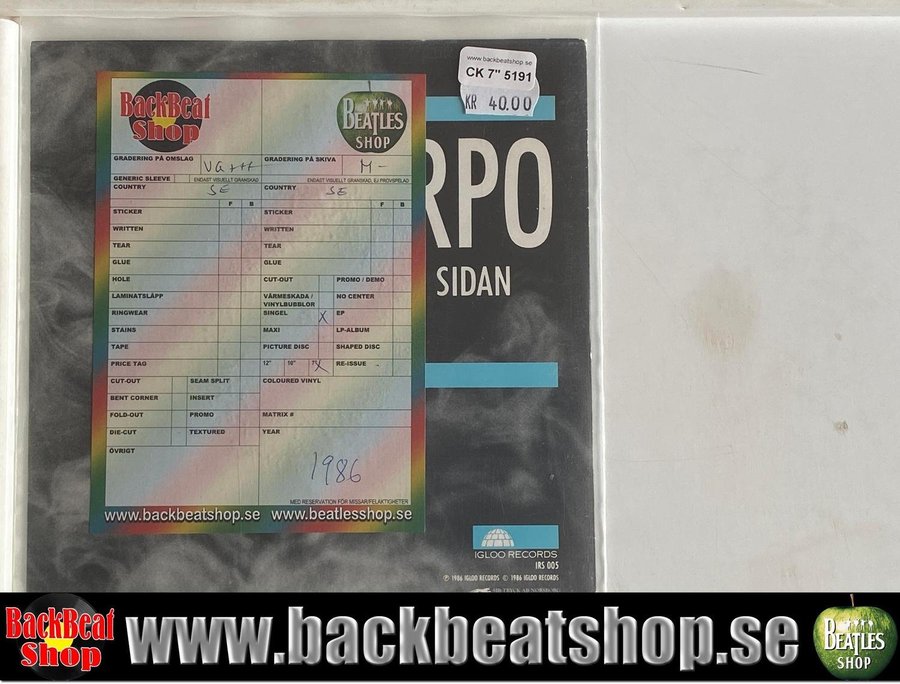 www.backbeatshop.se
CK 7" 5191
KR 40.00
RPO
SIDAN
BackBeat
Shop
BEATLES
SHOP
GRADERING PÅ OMSLAG VG+++ GRADERING PÅ SKIVA M-
GENERIC SLEEVE ENDAST VISUELLT GRANSKAD ENDAST VISUELLT GRANSKAD, EJ PROVSPELAD
COUNTRY SE COUNTRY SE
F B F B
STICKER STICKER
WRITTEN WRITTEN
TEAR TEAR
GLUE GLUE
HOLE CUT-OUT PROMO / DEMO
LAMINATSLÄPP VÄRMESKADA / VINYLBUBBLOR NO CENTER
RINGWEAR SINGEL X EP
STAINS MAXI LP-ALBUM
TAPE PICTURE DISC SHAPED DISC
PRICE TAG 12" 10" 7" X RE-ISSUE
CUT-OUT SEAM SPLIT COLOURED VINYL
BENT CORNER INSERT
FOLD-OUT PROMO MATRIX #
DIE-CUT TEXTURED YEAR
ÖVRIGT
1986
MED RESERVATION FÖR MISSAR/FELAKTIGHETER
www.backbeatshop.se www.beatlesshop.se
IGLOO RECORDS
IRS 005
℗ 1986 IGLOO RECORDS © 1986 IGLOO RECORDS
BackBeat
Shop
www.backbeatshop.se
BEATLES
SHOP